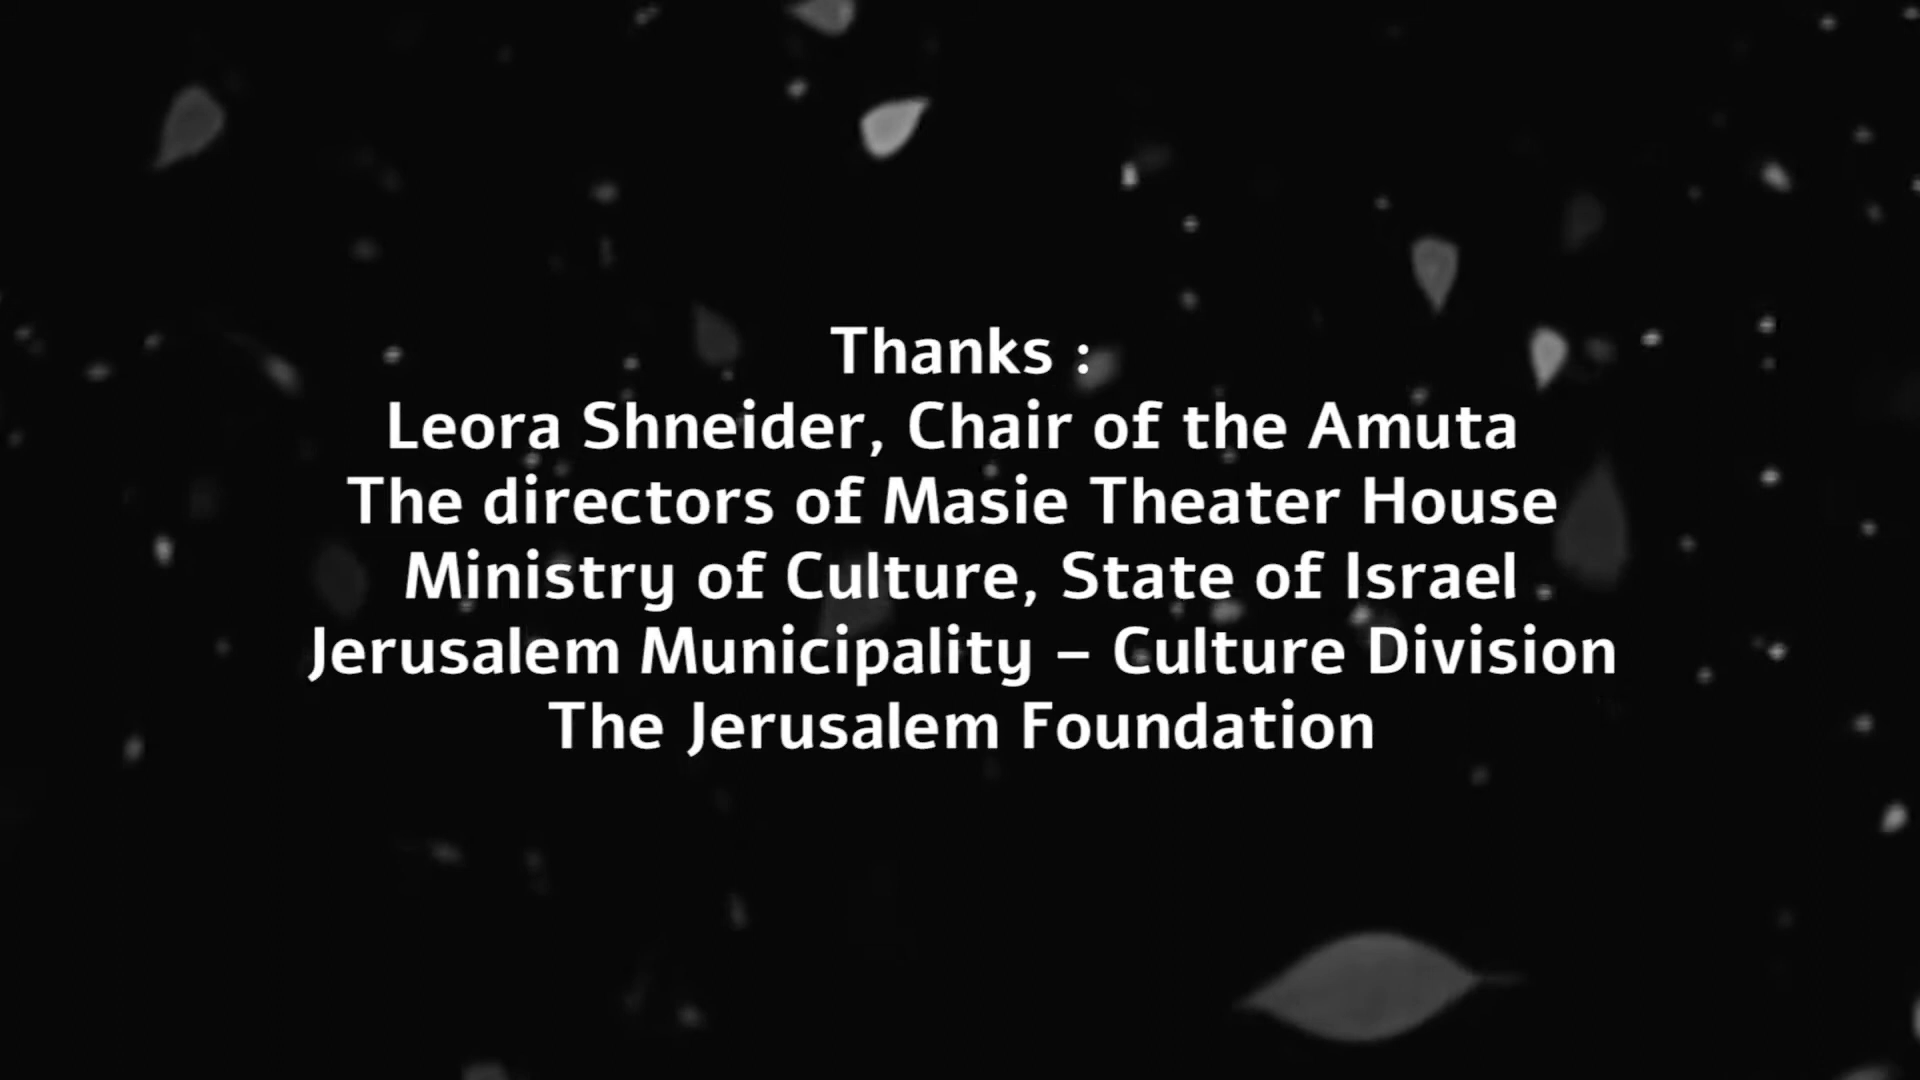 Thanks :
Leora Shneider, Chair of the Amuta
The directors of Masie Theater House
Ministry of Culture, State of Israel
Jerusalem Municipality – Culture Division
The Jerusalem Foundation